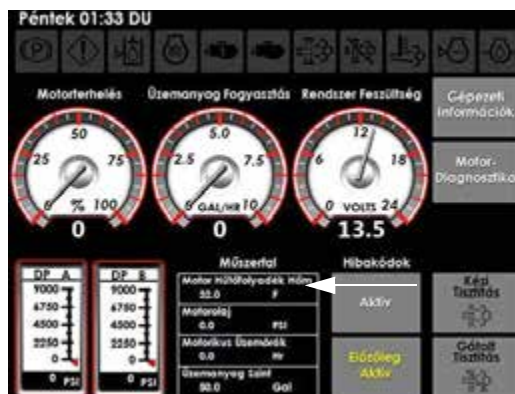 Péntek 01:33 DU
Motorterhelés Üzemanyag Fogyasztás Rendszer Feszültség
Gépezeti
Információk
50
25 75
0 % 100
0
5.0
2.5 7.5
0 GAL/HR 10
0
12
6 18
0 VOLTS 24
13.5
Motor-
Diagnosztika
Műszerfal
Hibakódok
DP A
9000
6750
4500
2250
0
0 PSI
DP B
9000
6750
4500
2250
0
0 PSI
Motor Hűtőfolyadék Hőm
32.0 F
Motorolaj
0.0 PSI
Motorikus Üzemórák
0.0 Hr
Üzemanyag Szint
50.0 Gal
Aktív
Előzőleg
Aktív
Kézi
Tisztítás
Gátolt
Tisztítás